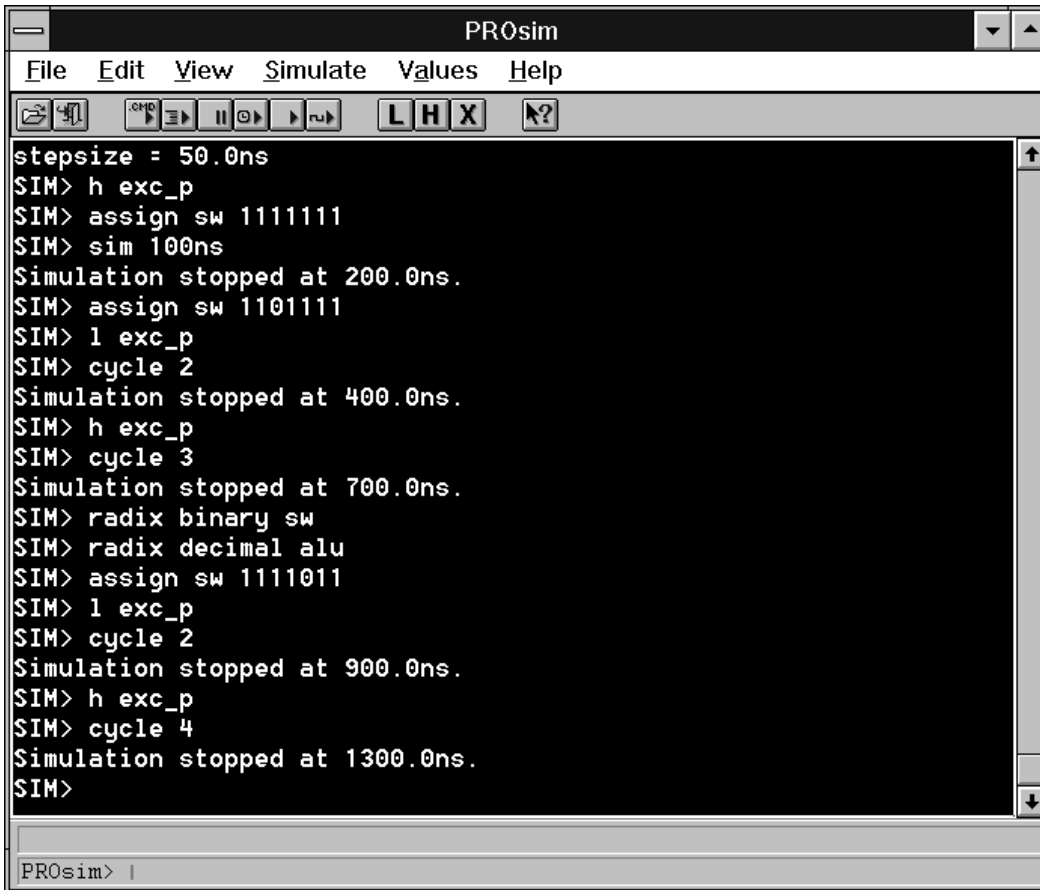 PROsim
File Edit View Simulate Values Help
.CMD L H X ?
stepsize = 50.0ns
SIM> h exc_p
SIM> assign sw 1111111
SIM> sim 100ns
Simulation stopped at 200.0ns.
SIM> assign sw 1101111
SIM> l exc_p
SIM> cycle 2
Simulation stopped at 400.0ns.
SIM> h exc_p
SIM> cycle 3
Simulation stopped at 700.0ns.
SIM> radix binary sw
SIM> radix decimal alu
SIM> assign sw 1111011
SIM> l exc_p
SIM> cycle 2
Simulation stopped at 900.0ns.
SIM> h exc_p
SIM> cycle 4
Simulation stopped at 1300.0ns.
SIM>
PROsim>